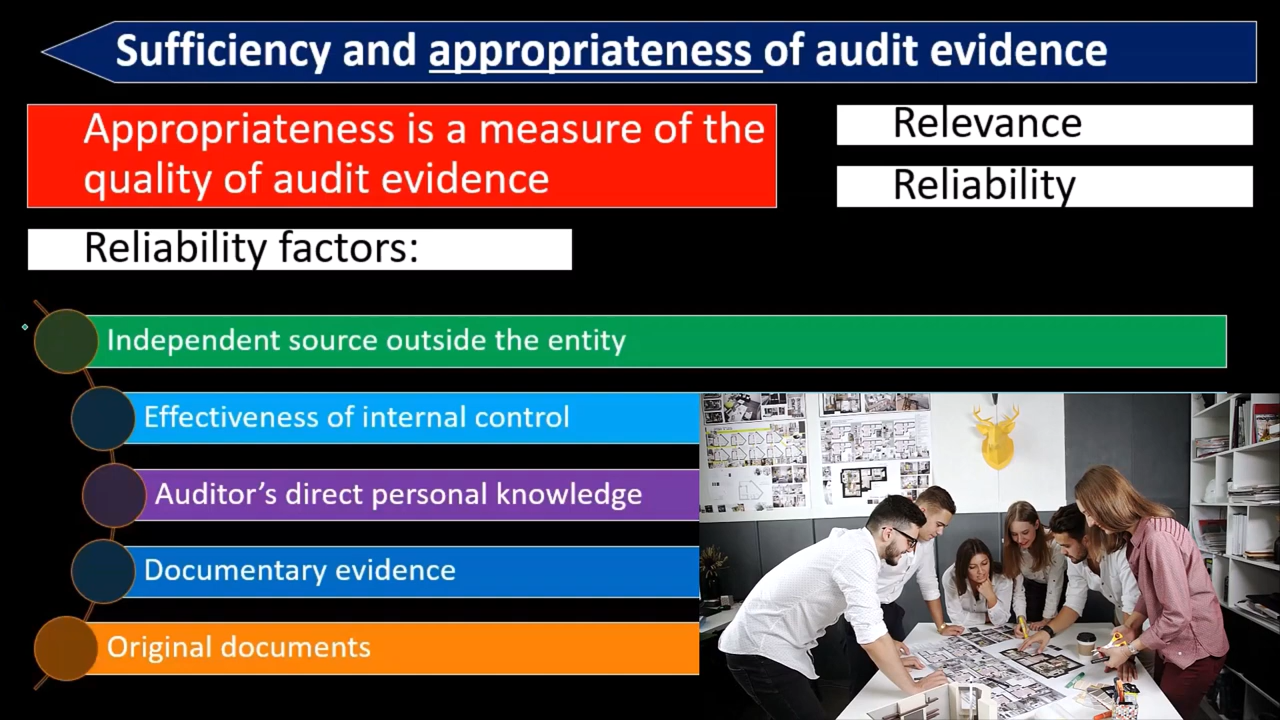 Sufficiency and appropriateness of audit evidence
Appropriateness is a measure of the
quality of audit evidence
Relevance
Reliability
Reliability factors:
Independent source outside the entity
Effectiveness of internal control
Auditor’s direct personal knowledge
Documentary evidence
Original documents